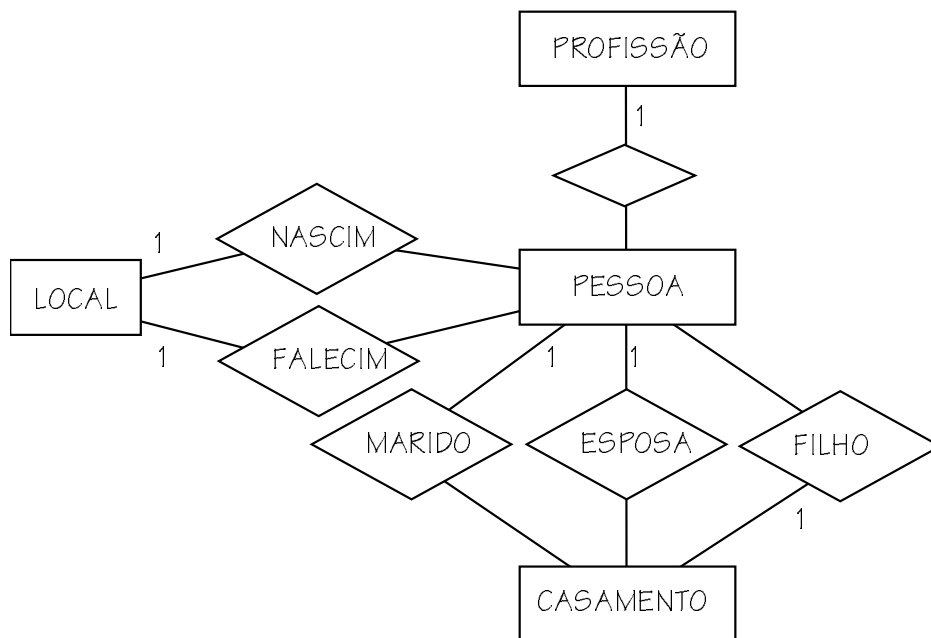 PROFISSÃO
1
1
NASCIM
PESSOA
LOCAL
1
FALECIM
1
1
MARIDO
ESPOSA
FILHO
1
CASAMENTO